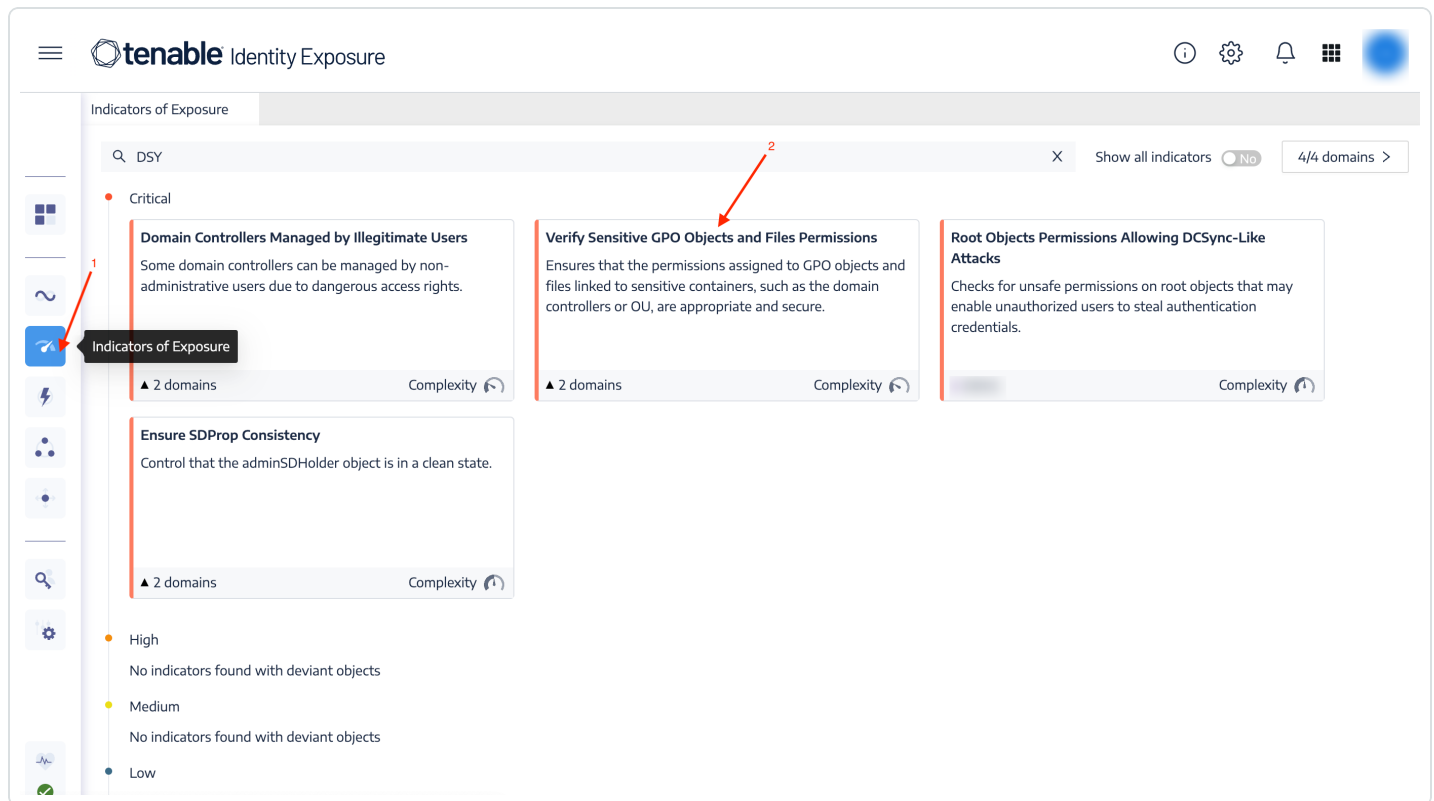 tenable Identity Exposure
Indicators of Exposure
DSY
X
Show all indicators
No
4/4 domains >
2
1
Indicators of Exposure
Critical
Domain Controllers Managed by Illegitimate Users
Some domain controllers can be managed by non-
administrative users due to dangerous access rights.
▲ 2 domains
Complexity
Verify Sensitive GPO Objects and Files Permissions
Ensures that the permissions assigned to GPO objects and
files linked to sensitive containers, such as the domain
controllers or OU, are appropriate and secure.
▲ 2 domains
Complexity
Root Objects Permissions Allowing DCSync-Like
Attacks
Checks for unsafe permissions on root objects that may
enable unauthorized users to steal authentication
credentials.
Complexity
Ensure SDProp Consistency
Control that the adminSDHolder object is in a clean state.
▲ 2 domains
Complexity
High
No indicators found with deviant objects
Medium
No indicators found with deviant objects
Low